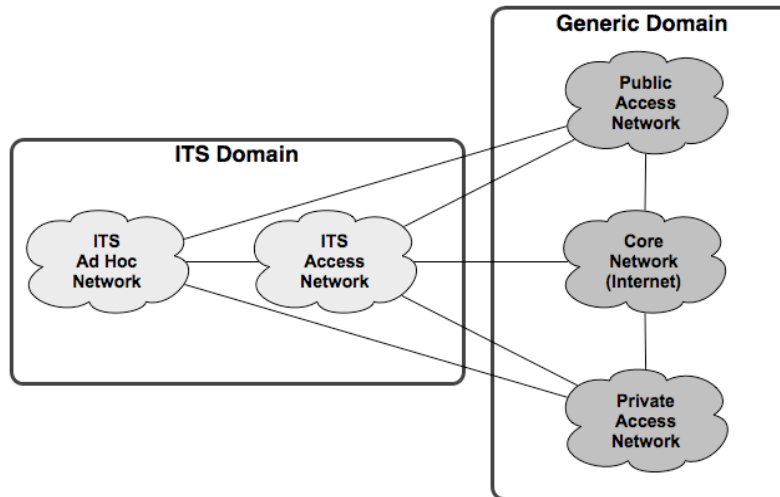 Generic Domain
Public
Access
Network
ITS Domain
ITS
Ad Hoc
Network
ITS
Access
Network
Core
Network
(Internet)
Private
Access
Network